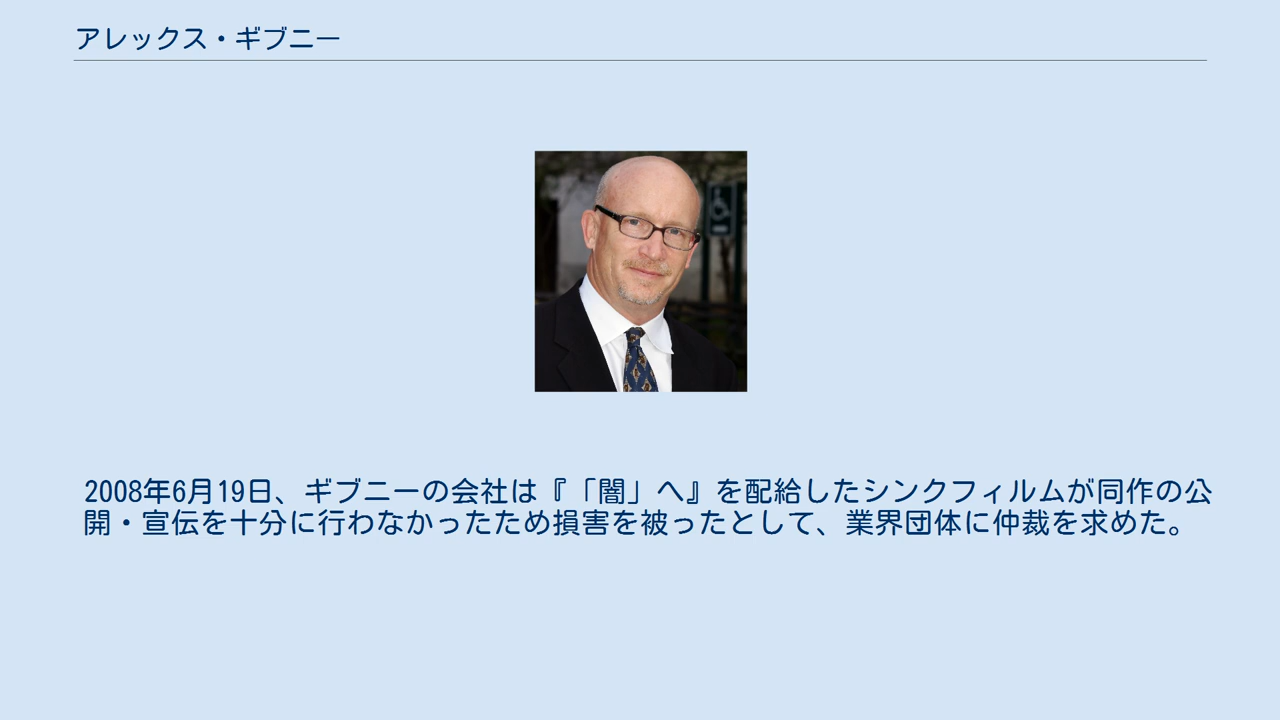 アレックス・ギブニー
2008年6月19日、ギブニーの会社は『「闇」へ』を配給したシンクフィルムが同作の公
開・宣伝を十分に行わなかったため損害を被ったとして、業界団体に仲裁を求めた。